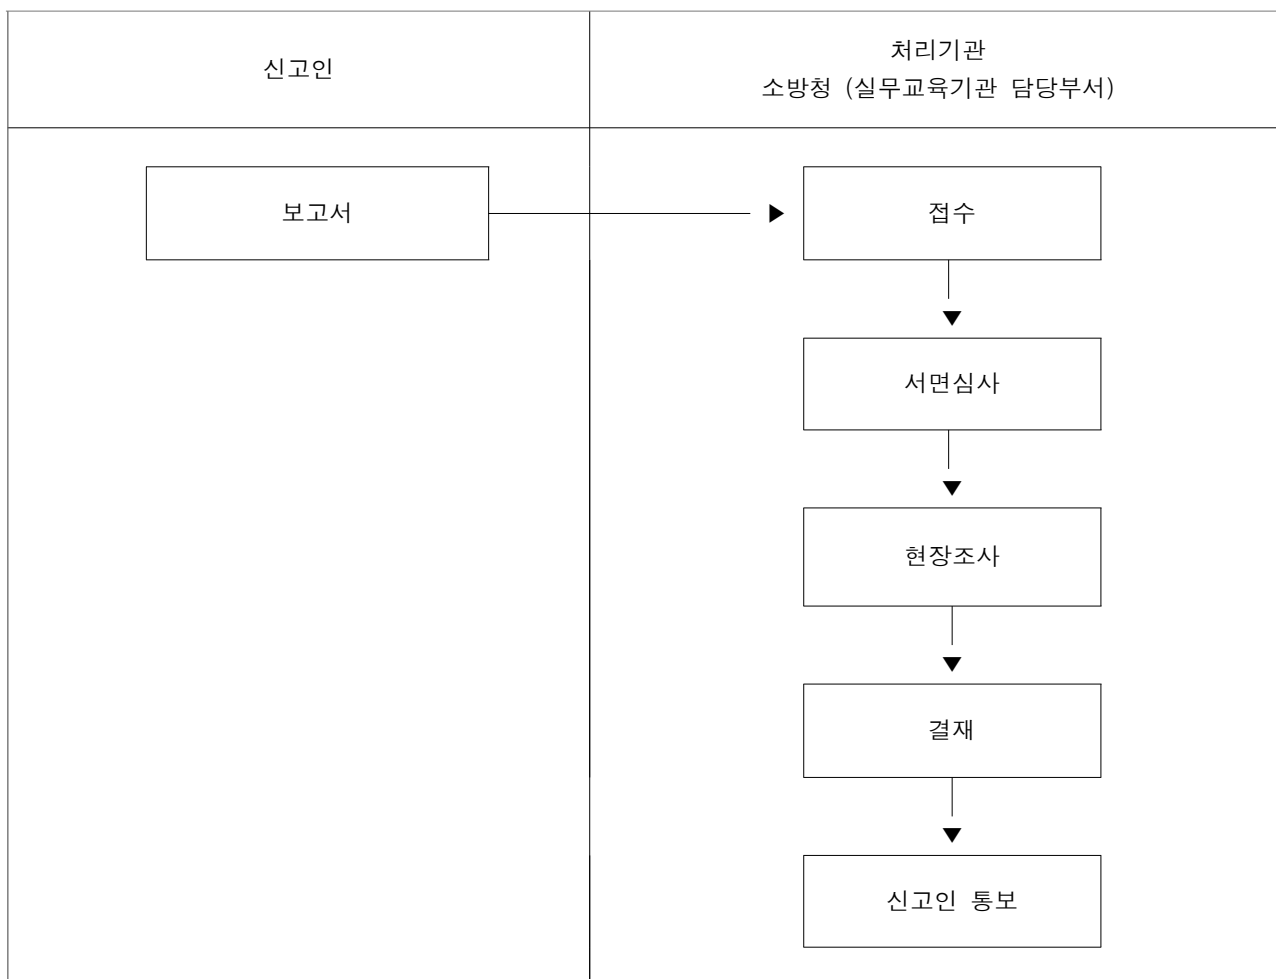 신고인
처리기관
소방청 (실무교육기관 담당부서)
보고서
접수
서면심사
현장조사
결재
신고인 통보